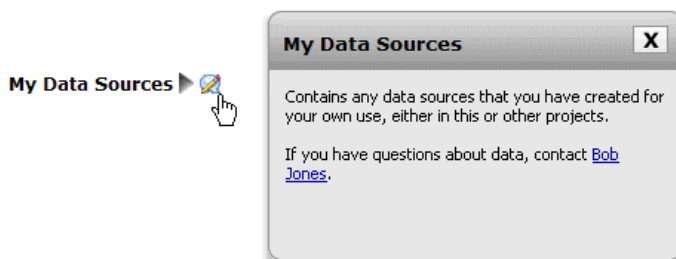 My Data Sources
My Data Sources
X
Contains any data sources that you have created for
your own use, either in this or other projects.
If you have questions about data, contact Bob
Jones.